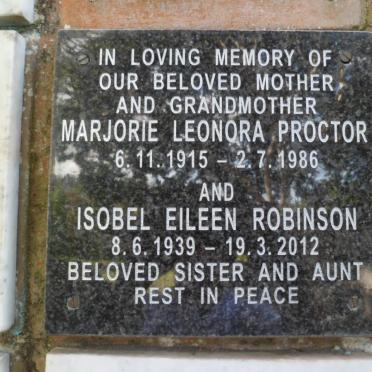 IN LOVING MEMORY OF
OUR BELOVED MOTHER
AND GRANDMOTHER
MARJORIE LEONORA PROCTOR
6.11.1915 – 2.7.1986
AND
ISOBEL EILEEN ROBINSON
8.6.1939 – 19.3.2012
BELOVED SISTER AND AUNT
REST IN PEACE